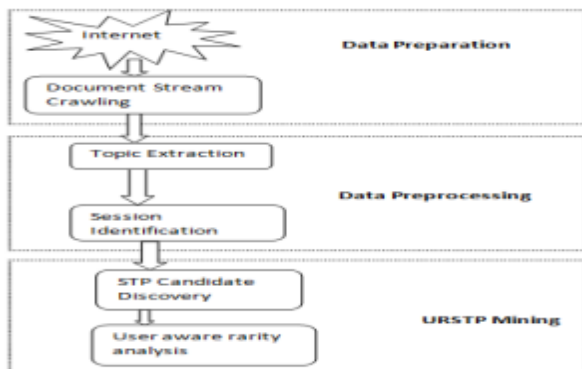 Internet
Data Preparation
Document Stream
Crawling
Topic Extraction
Data Preprocessing
Session
Identification
STP Candidate
Discovery
URSTP Mining
User aware rarity
analysis